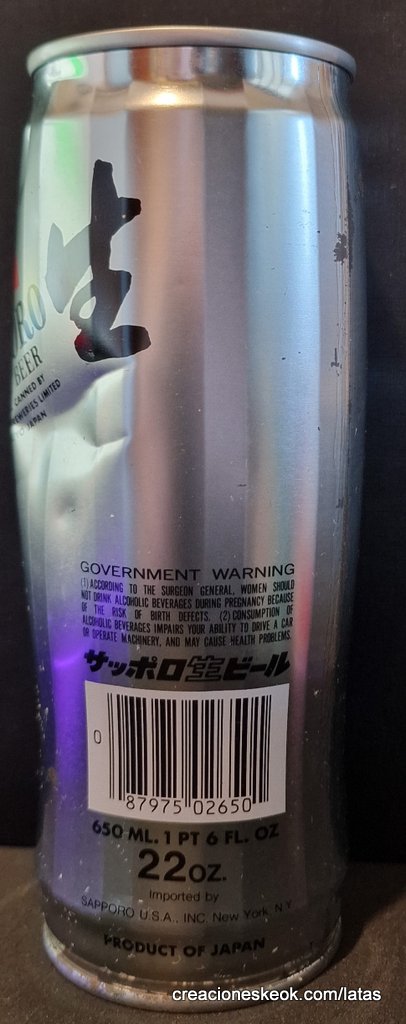 生
BEER
CANNED BY
BREWERIES LIMITED
JAPAN
GOVERNMENT WARNING
(1) ACCORDING TO THE SURGEON GENERAL, WOMEN SHOULD
NOT DRINK ALCOHOLIC BEVERAGES DURING PREGNANCY BECAUSE
OF THE RISK OF BIRTH DEFECTS. (2) CONSUMPTION OF
ALCOHOLIC BEVERAGES IMPAIRS YOUR ABILITY TO DRIVE A CAR
OR OPERATE MACHINERY, AND MAY CAUSE HEALTH PROBLEMS.
サッポロ生ビール
0 87975 02650
650 ML. 1 PT 6 FL. OZ
22OZ.
Imported by
SAPPORO U.S.A., INC. New York N.Y.
PRODUCT OF JAPAN
creacioneskeok.com/latas